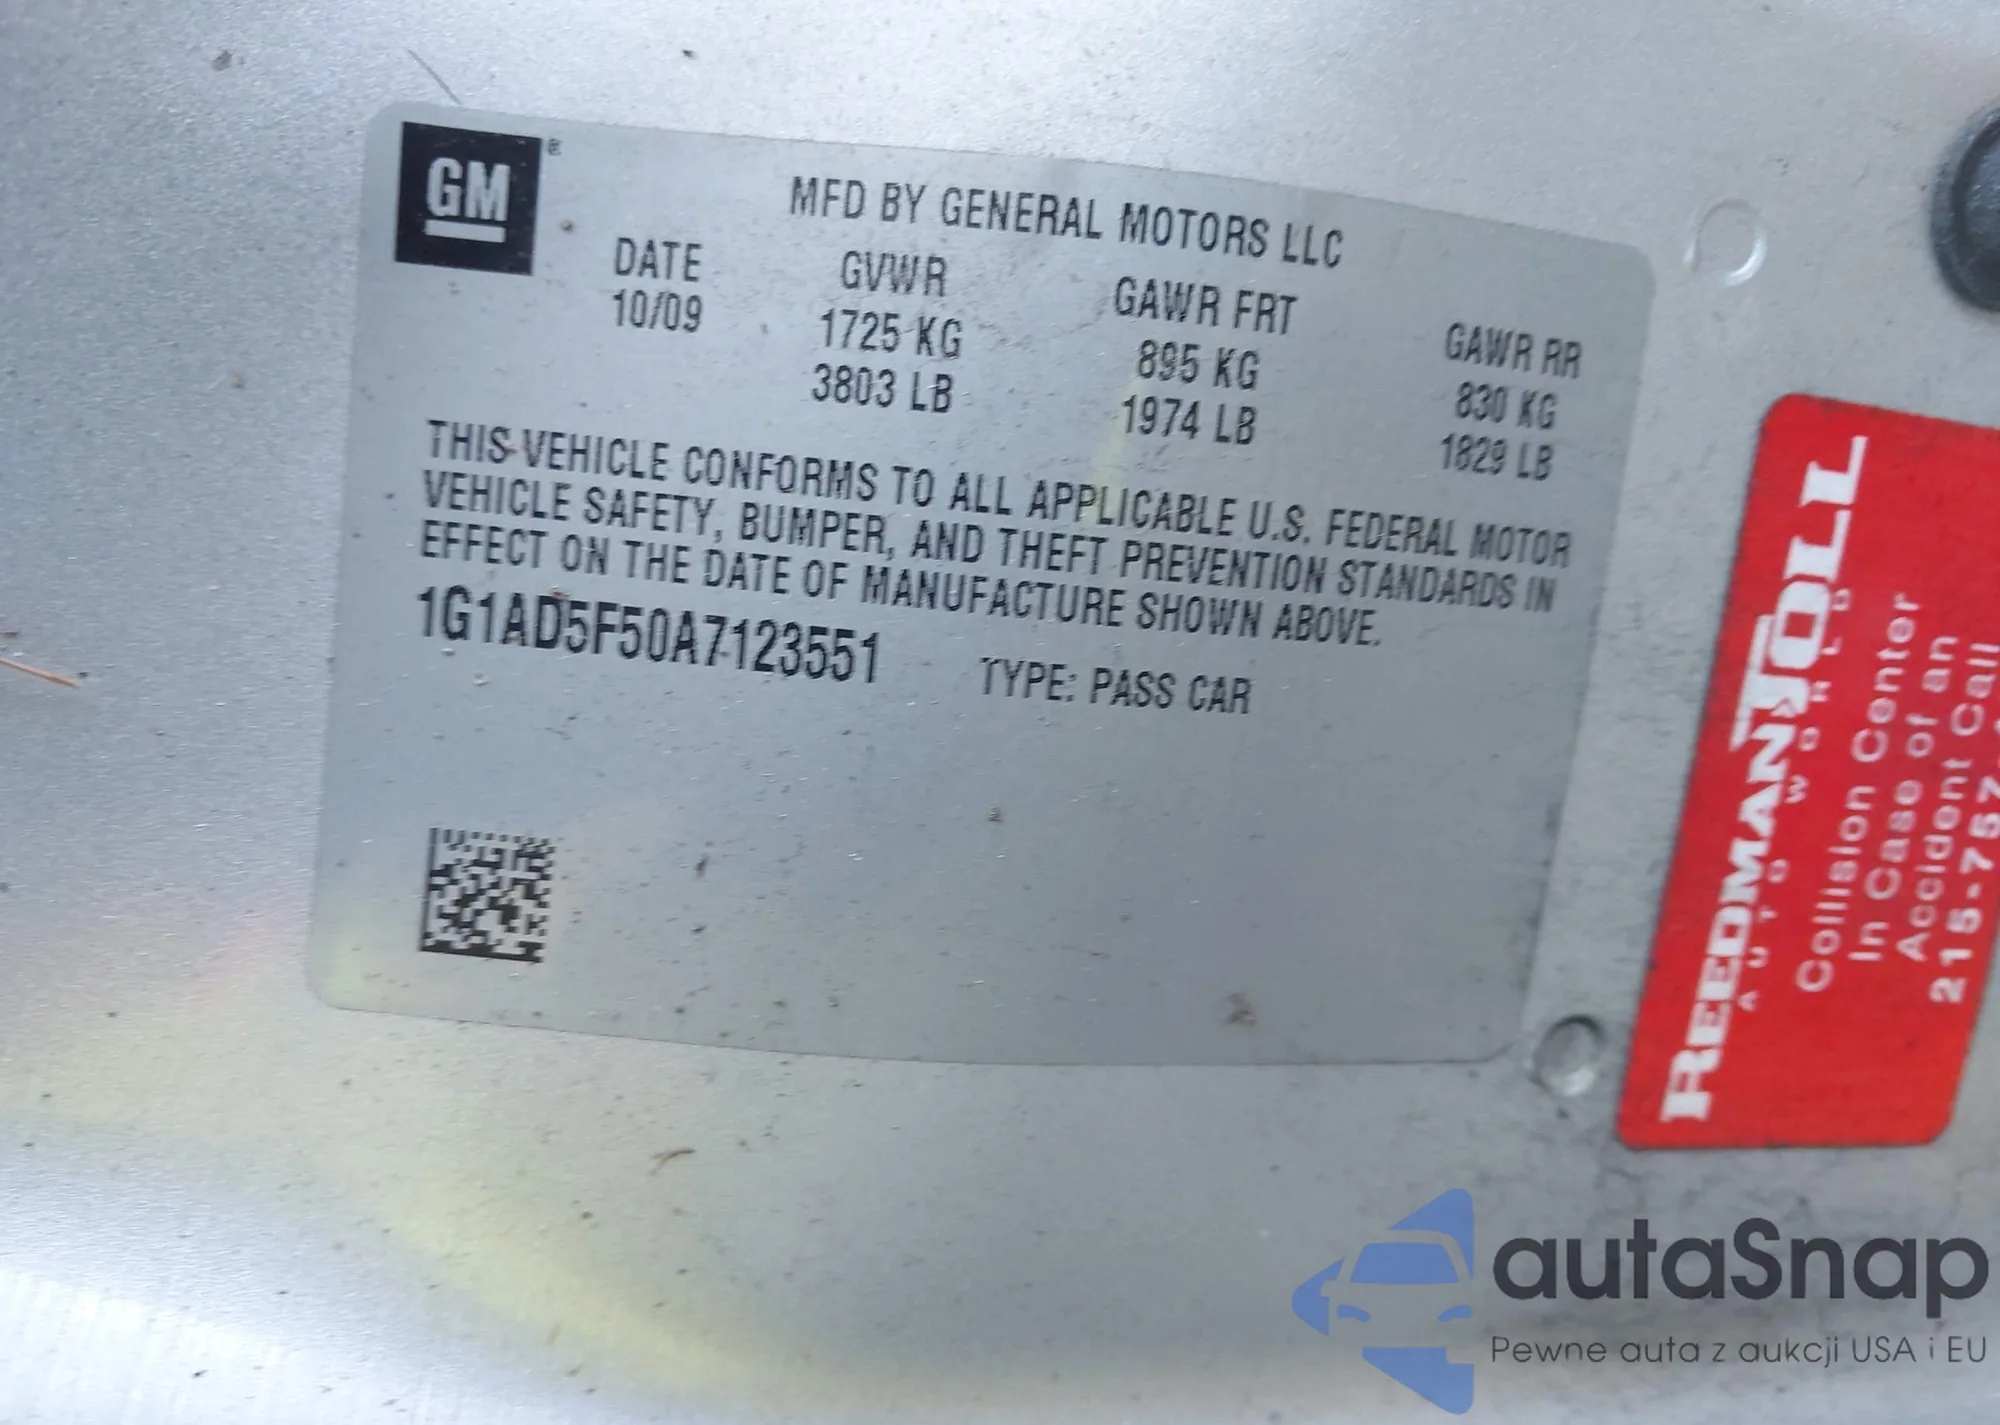 GM
MFD BY GENERAL MOTORS LLC
DATE GVWR GAWR FRT GAWR RR
10/09 1725 KG 895 KG 830 KG
3803 LB 1974 LB 1829 LB
THIS VEHICLE CONFORMS TO ALL APPLICABLE U.S. FEDERAL MOTOR
VEHICLE SAFETY, BUMPER, AND THEFT PREVENTION STANDARDS IN
EFFECT ON THE DATE OF MANUFACTURE SHOWN ABOVE.
1G1AD5F50A7123551 TYPE: PASS CAR
REEDMAN TOLL
AUTO WORLD
Collision Center
In Case of an
Accident Call
215-757-
autaSnap
Pewne auta z aukcji USA i EU